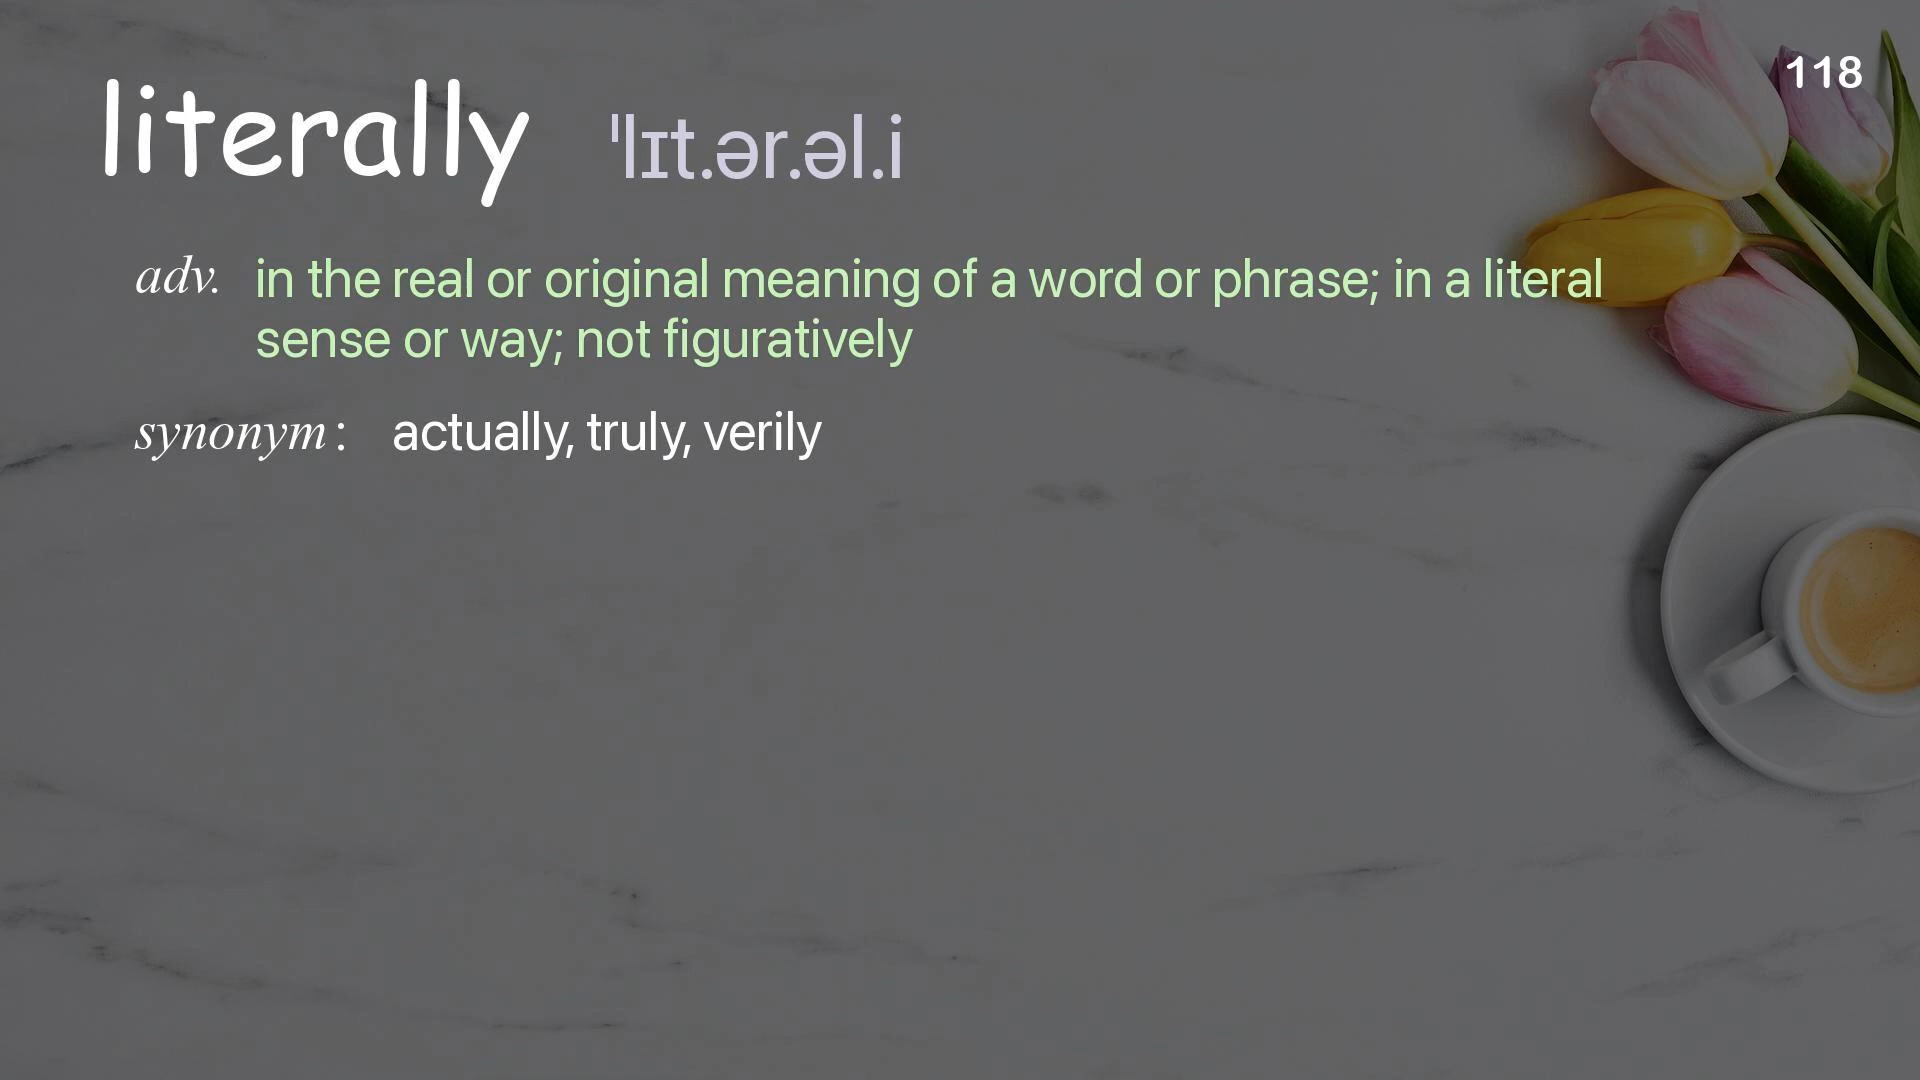 118
literally ˈlɪt.ər.əl.i
adv. in the real or original meaning of a word or phrase; in a literal
sense or way; not figuratively
synonym: actually, truly, verily